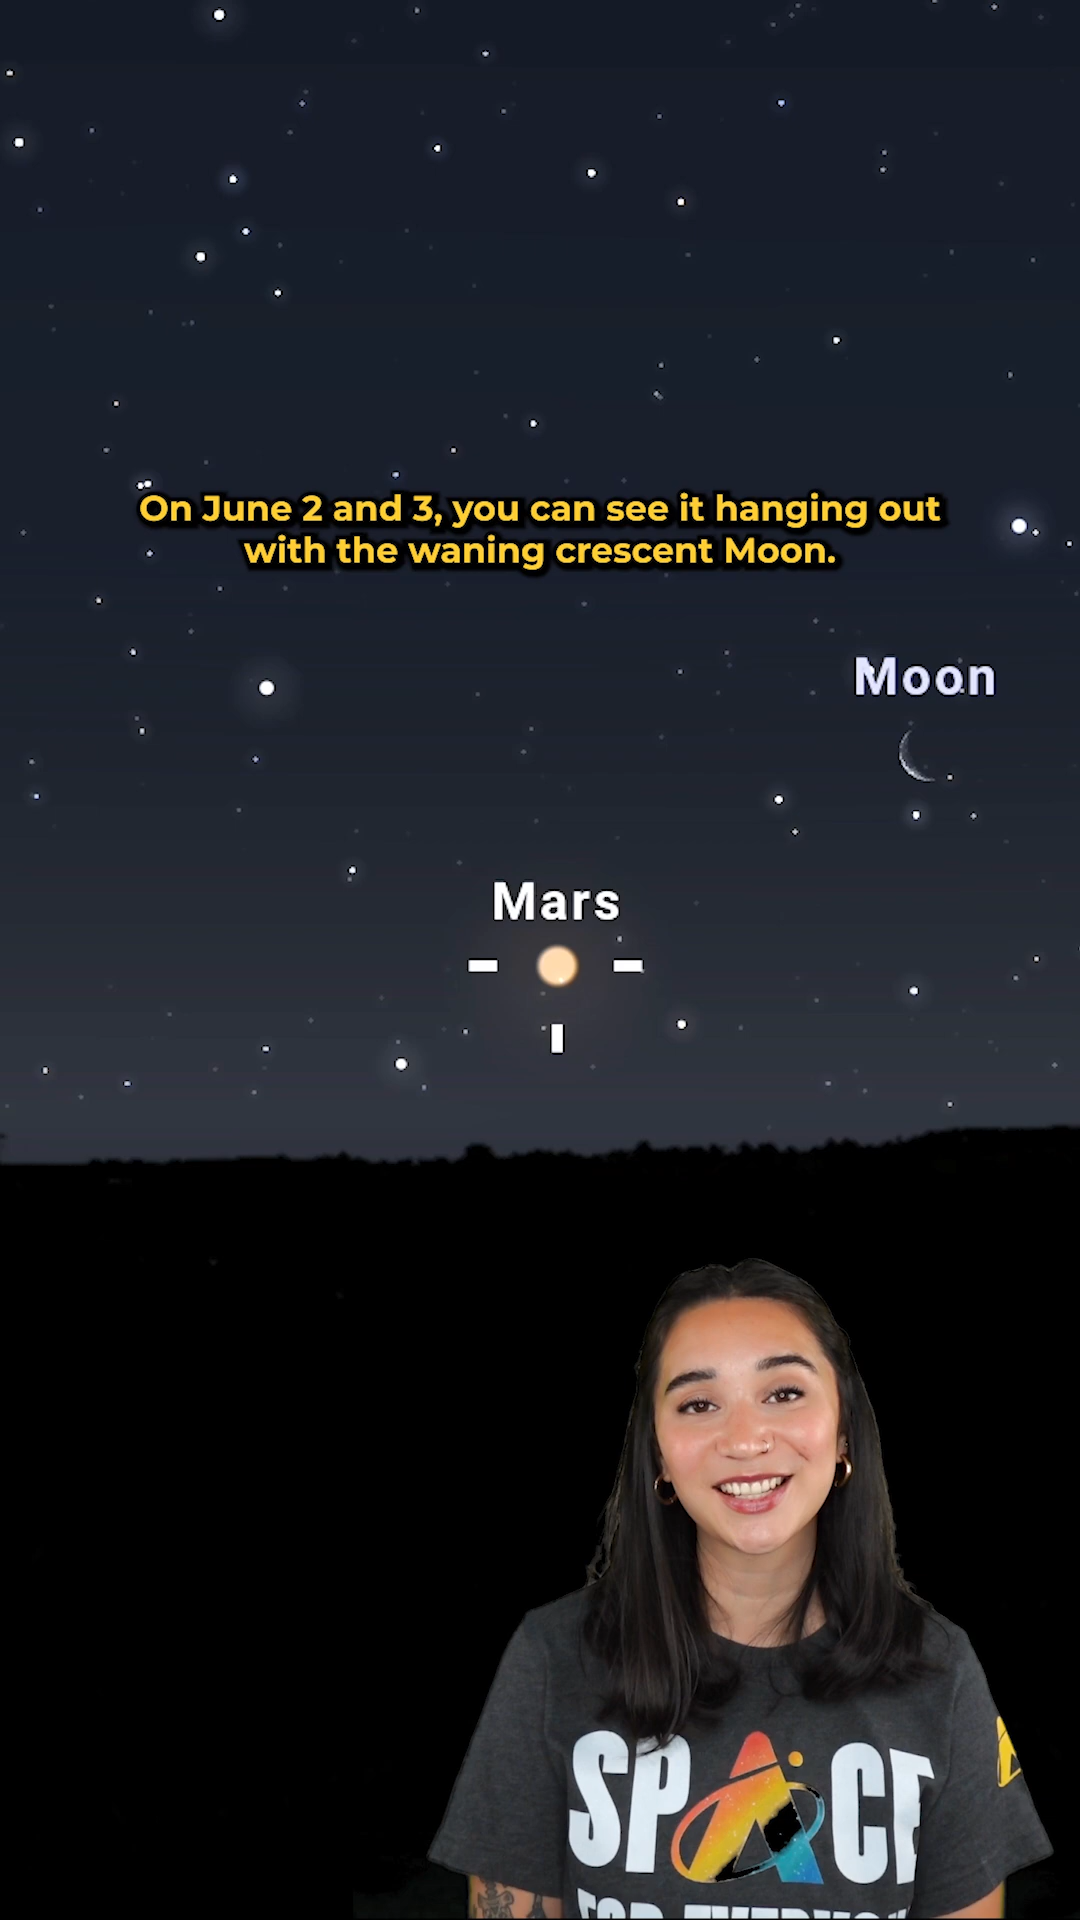 On June 2 and 3, you can see it hanging out
with the waning crescent Moon.
Moon
Mars
SPACE